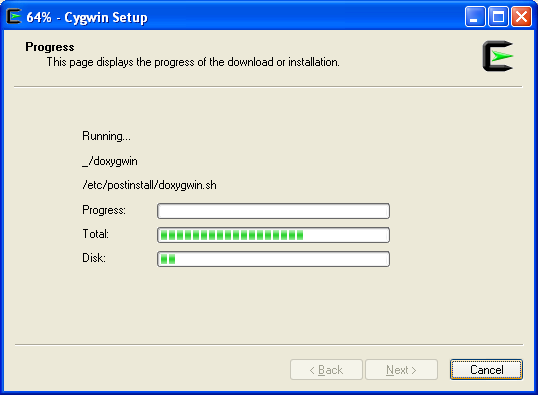 64% - Cygwin Setup
Progress
This page displays the progress of the download or installation.
Running...
_/doxygwin
/etc/postinstall/doxygwin.sh
Progress:
Total:
Disk:
< Back
Next >
Cancel